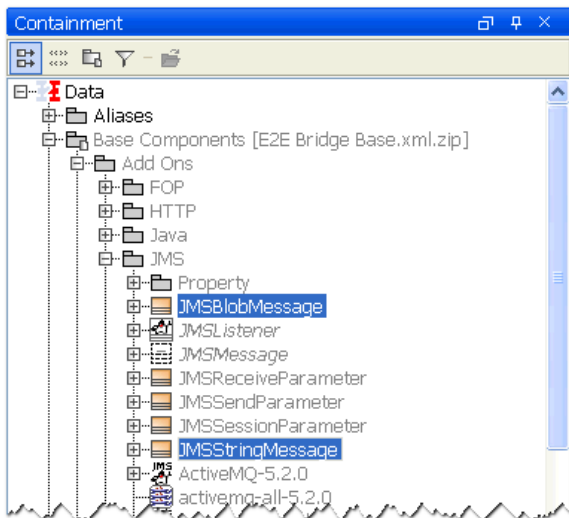 Containment
Data
Aliases
Base Components [E2E Bridge Base.xml.zip]
Add Ons
FOP
HTTP
Java
JMS
Property
JMSBlobMessage
JMSListener
JMSMessage
JMSReceiveParameter
JMSSendParameter
JMSSessionParameter
JMSStringMessage
JMS
ActiveMQ-5.2.0
activemq-all-5.2.0